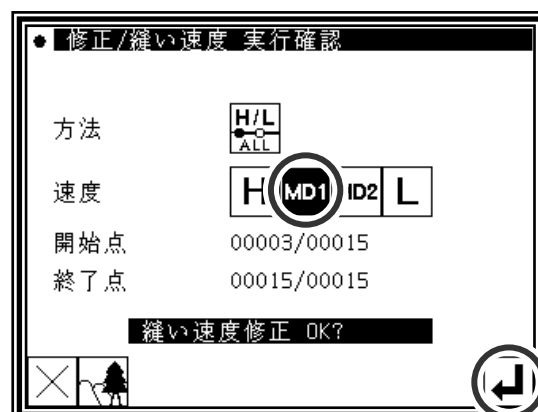 修正/縫い速度 実行確認
方法 H/L ALL
速度 H MD1 ID2 L
開始点 00003/00015
終了点 00015/00015
縫い速度修正 OK?